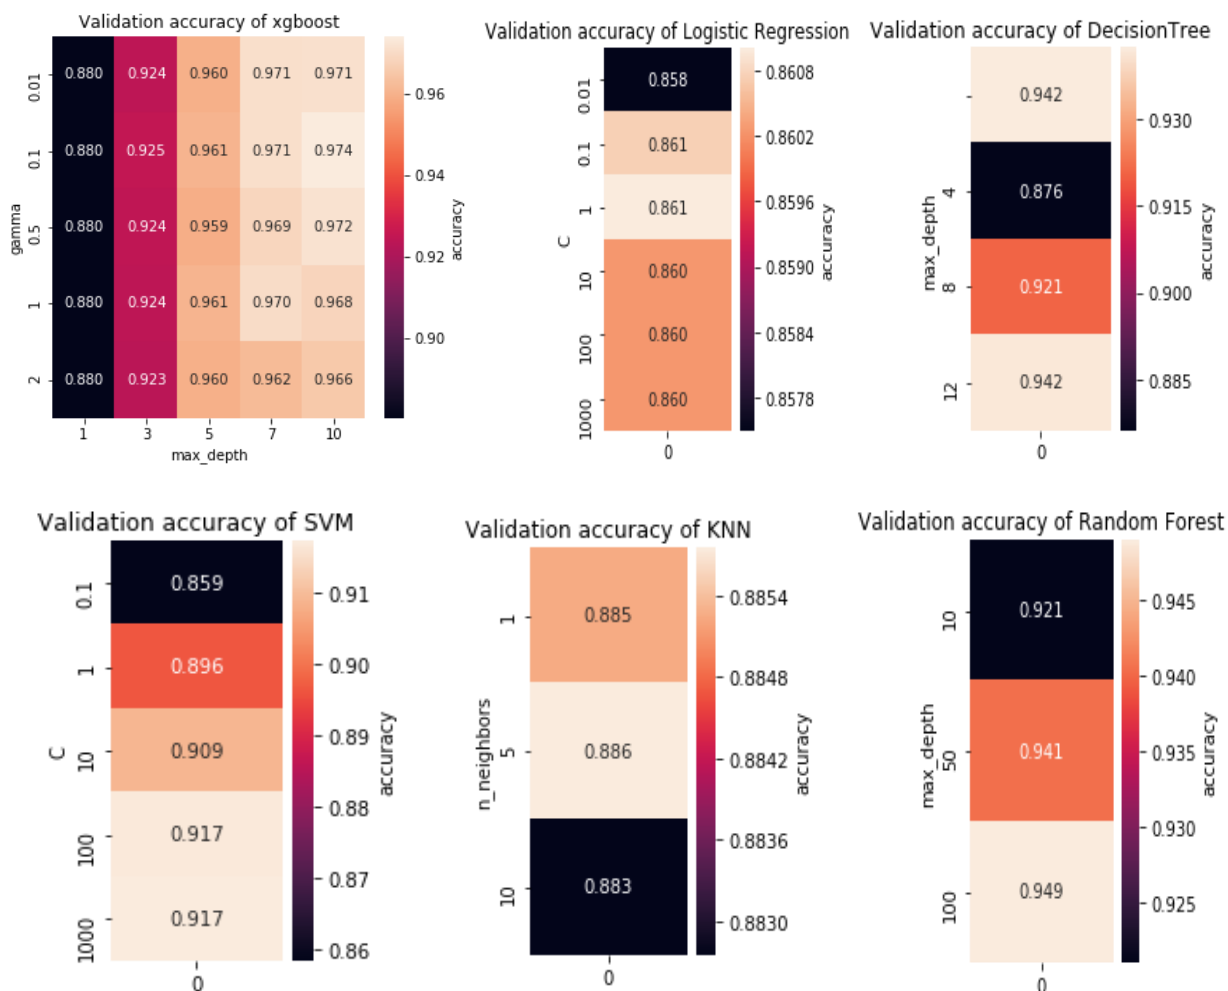 Validation accuracy of xgboost
0.01 0.880 0.924 0.960 0.971 0.971
0.1 0.880 0.925 0.961 0.971 0.974
0.5 0.880 0.924 0.959 0.969 0.972
1 0.880 0.924 0.961 0.970 0.968
2 0.880 0.923 0.960 0.962 0.966
gamma
1 3 5 7 10
max_depth
0.96
0.94
0.92
0.90
accuracy
Validation accuracy of Logistic Regression
0.01 0.858
0.1 0.861
1 0.861
10 0.860
100 0.860
1000 0.860
C
0
0.8608
0.8602
0.8596
0.8590
0.8584
0.8578
accuracy
Validation accuracy of DecisionTree
0.942
4 0.876
8 0.921
12 0.942
max_depth
0
0.930
0.915
0.900
0.885
accuracy
Validation accuracy of SVM
0.1 0.859
1 0.896
10 0.909
100 0.917
1000 0.917
C
0
0.91
0.90
0.89
0.88
0.87
0.86
accuracy
Validation accuracy of KNN
1 0.885
5 0.886
10 0.883
n_neighbors
0
0.8854
0.8848
0.8842
0.8836
0.8830
accuracy
Validation accuracy of Random Forest
10 0.921
50 0.941
100 0.949
max_depth
0
0.945
0.940
0.935
0.930
0.925
accuracy